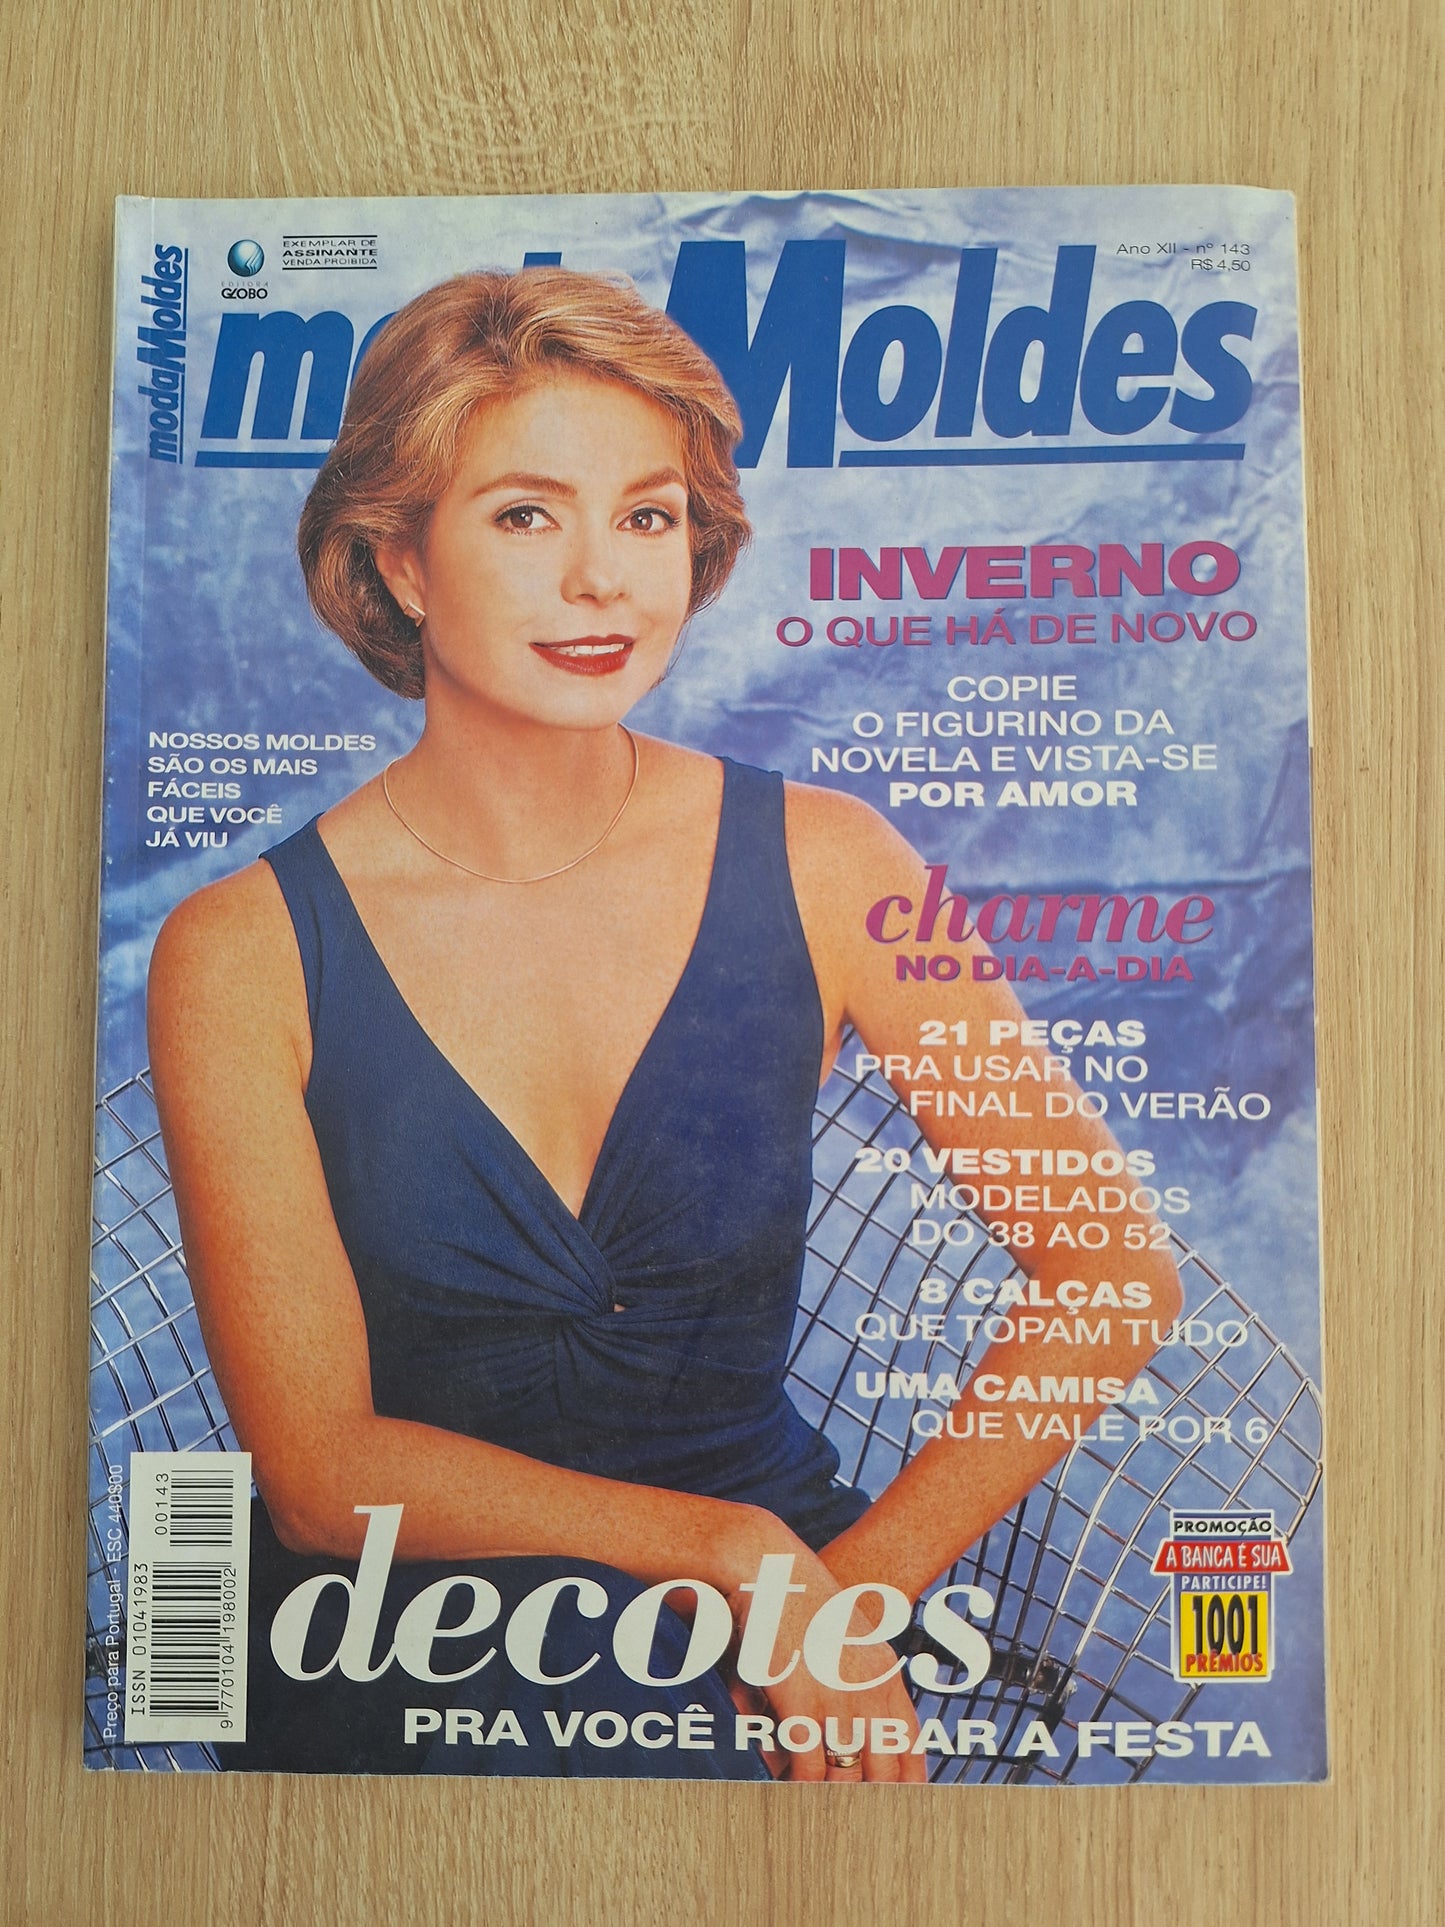 modaMoldes
EDITORA
GLOBO
EXEMPLAR DE
ASSINANTE
VENDA PROIBIDA
Ano XII - nº 143
R$ 4,50
Moldes
INVERNO
O QUE HÁ DE NOVO
COPIE
O FIGURINO DA
NOVELA E VISTA-SE
POR AMOR
NOSSOS MOLDES
SÃO OS MAIS
FÁCEIS
QUE VOCÊ
JÁ VIU
charme
NO DIA-A-DIA
21 PEÇAS
PRA USAR NO
FINAL DO VERÃO
20 VESTIDOS
MODELADOS
DO 38 AO 52
8 CALÇAS
QUE TOPAM TUDO
UMA CAMISA
QUE VALE POR 6
PROMOÇÃO
A BANCA É SUA
PARTICIPE!
1001
PRÊMIOS
decotes
PRA VOCÊ ROUBAR A FESTA
Preço para Portugal - ESC 440$00
ISSN 01041983
00143
9 770104 198002